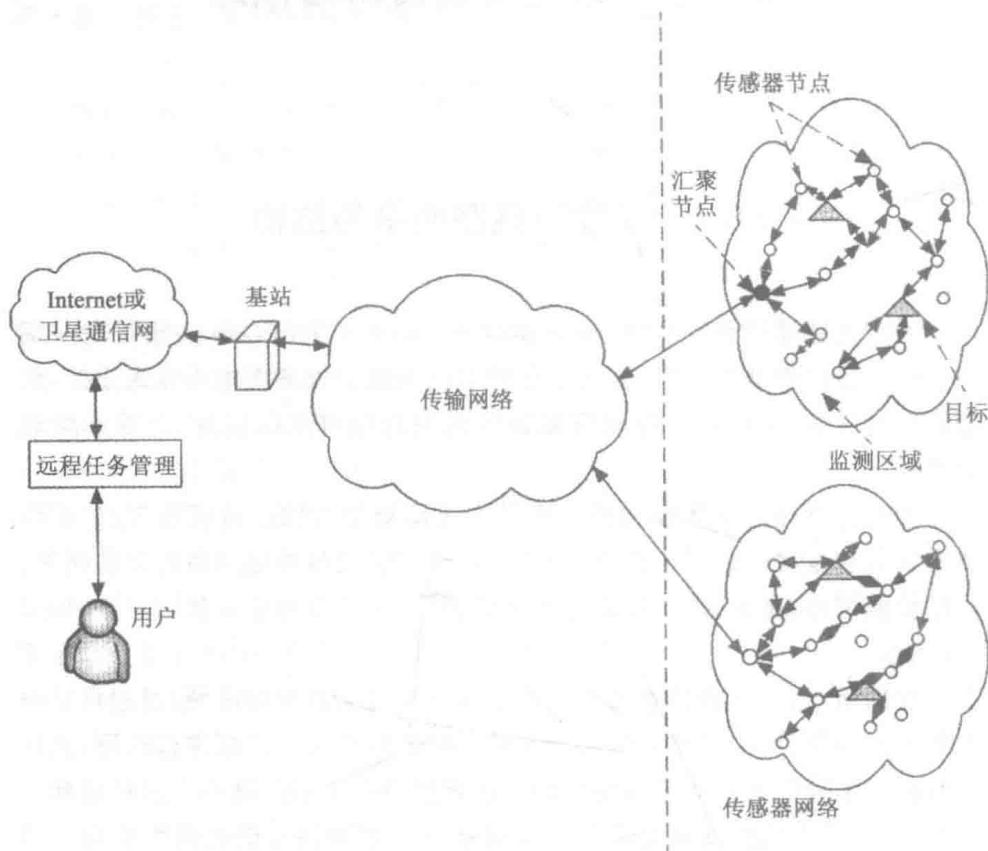 传感器节点
汇聚
节点
Internet或
卫星通信网
基站
传输网络
目标
监测区域
远程任务管理
用户
传感器网络